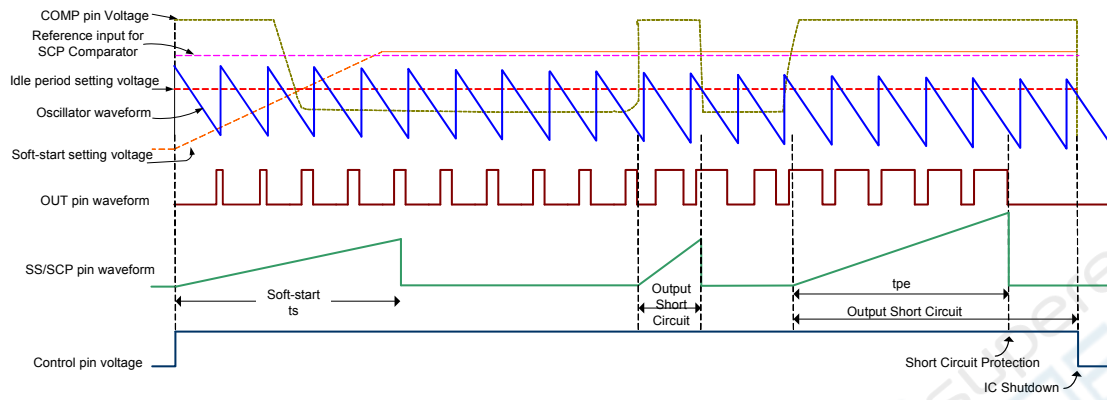 COMP pin Voltage
Reference input for
SCP Comparator
Idle period setting voltage
Oscillator waveform
Soft-start setting voltage
OUT pin waveform
SS/SCP pin waveform
Soft-start
ts
Output
Short
Circuit
tpe
Output Short Circuit
Control pin voltage
Short Circuit Protection
IC Shutdown